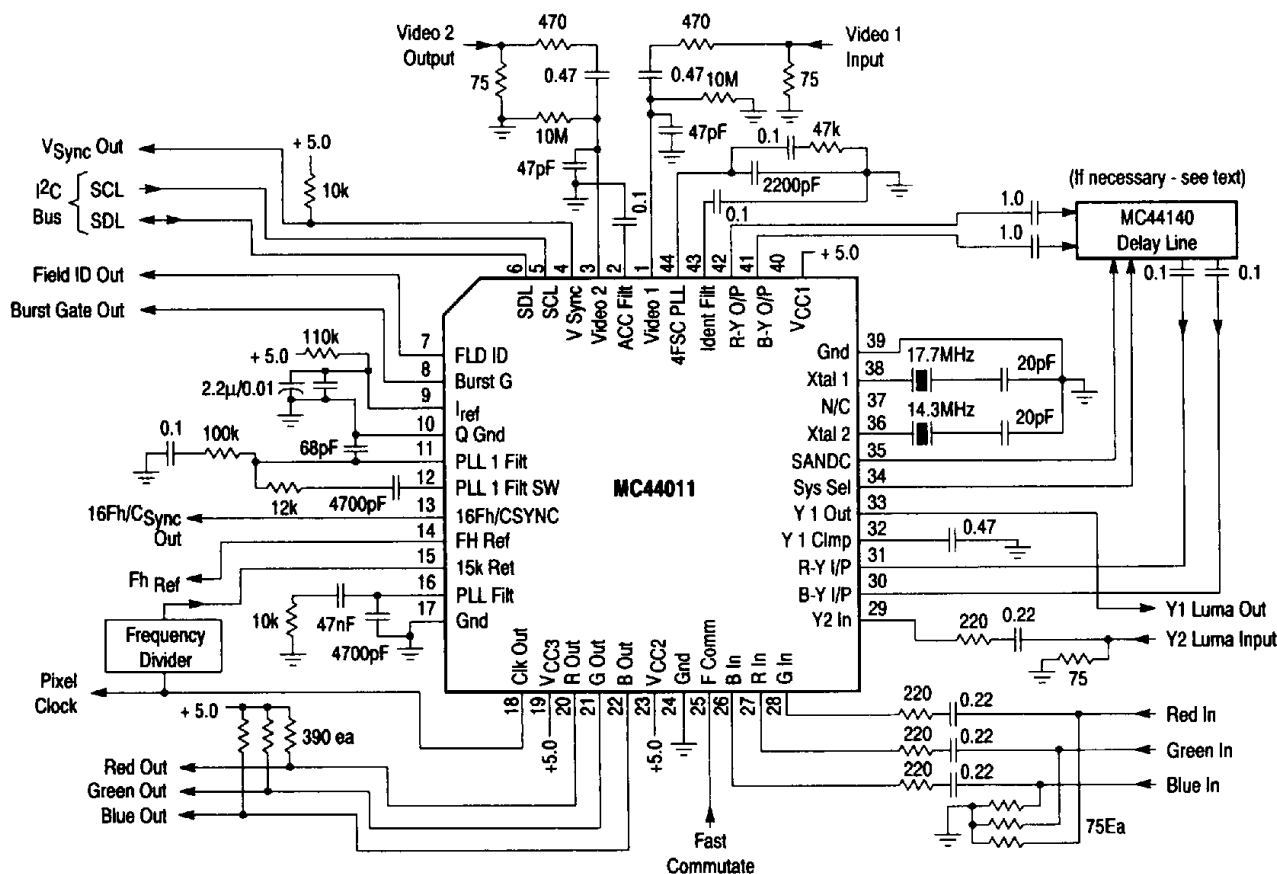 Video 2
Output
470
75
0.47
10M
47pF
470
Video 1
Input
0.47
10M
75
47pF
0.1
47k
2200pF
0.1
0.1
VSync Out
I2C
Bus
SCL
SDL
+ 5.0
10k
(If necessary - see text)
MC44140
Delay Line
1.0
1.0
0.1
0.1
+ 5.0
6 5 4 3 2 1 44 43 42 41 40
SDL
SCL
V Sync
Video 2
ACC Filt
Video 1
4FSC PLL
Ident Filt
R-Y O/P
B-Y O/P
VCC1
Field ID Out
Burst Gate Out
110k
+ 5.0
2.2µ/0.01
0.1
100k
68pF
12k
4700pF
16Fh/CSync
Out
Fh Ref
Frequency
Divider
10k
47nF
4700pF
Pixel
Clock
7 FLD ID
8 Burst G
9 Iref
10 Q Gnd
11 PLL 1 Filt
12 PLL 1 Filt SW
13 16Fh/CSYNC
14 FH Ref
15 15k Ret
16 PLL Filt
17 Gnd
MC44011
Gnd 39
Xtal 1 38
N/C 37
Xtal 2 36
SANDC 35
Sys Sel 34
Y 1 Out 33
Y 1 Clmp 32
R-Y I/P 31
B-Y I/P 30
Y2 In 29
17.7MHz
20pF
14.3MHz
20pF
0.47
Y1 Luma Out
Y2 Luma Input
220
0.22
75
Clk Out
VCC3
R Out
G Out
B Out
VCC2
Gnd
F Comm
B In
R In
G In
18 19 20 21 22 23 24 25 26 27 28
+5.0
+5.0
+ 5.0
390 ea
Red Out
Green Out
Blue Out
Fast
Commutate
220
0.22
Red In
220
0.22
Green In
220
0.22
Blue In
75Ea